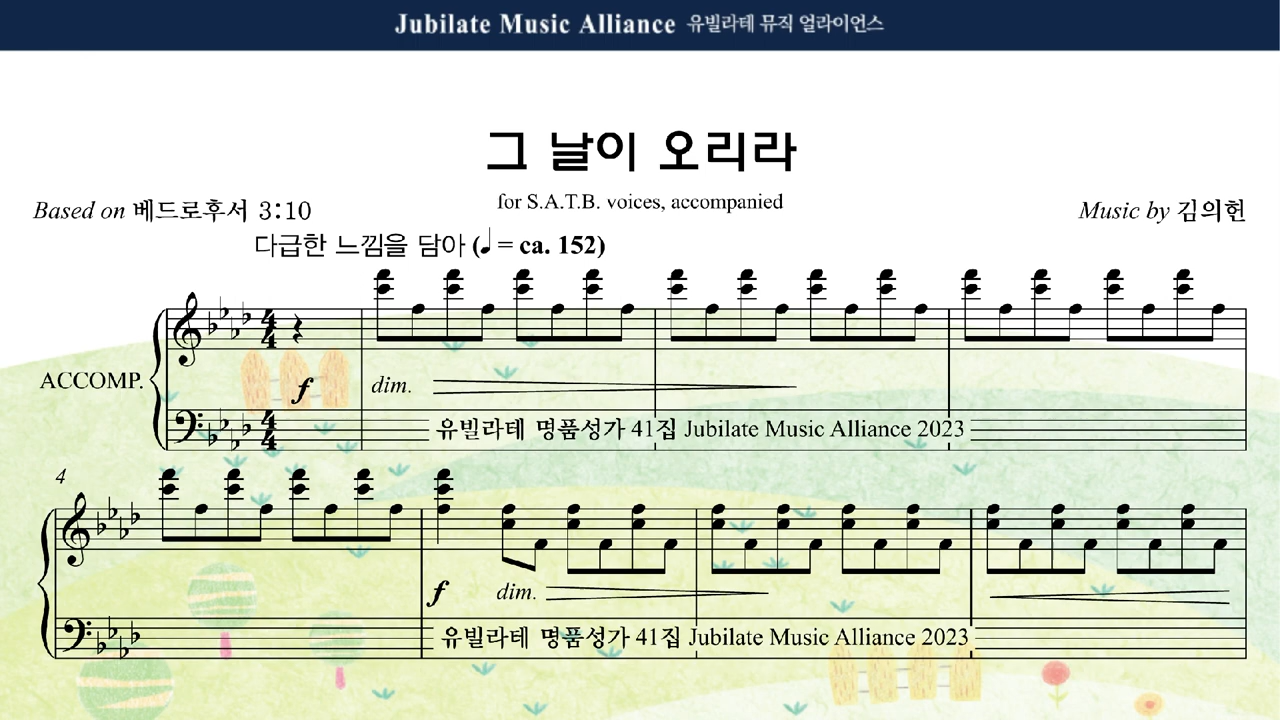 Jubilate Music Alliance 유빌라테 뮤직 얼라이언스
그 날이 오리라
for S.A.T.B. voices, accompanied
Based on 베드로후서 3:10
Music by 김의헌
다급한 느낌을 담아 (♩ = ca. 152)
ACCOMP.
f dim.
유빌라테 명품성가 41집 Jubilate Music Alliance 2023
4
f dim.
유빌라테 명품성가 41집 Jubilate Music Alliance 2023